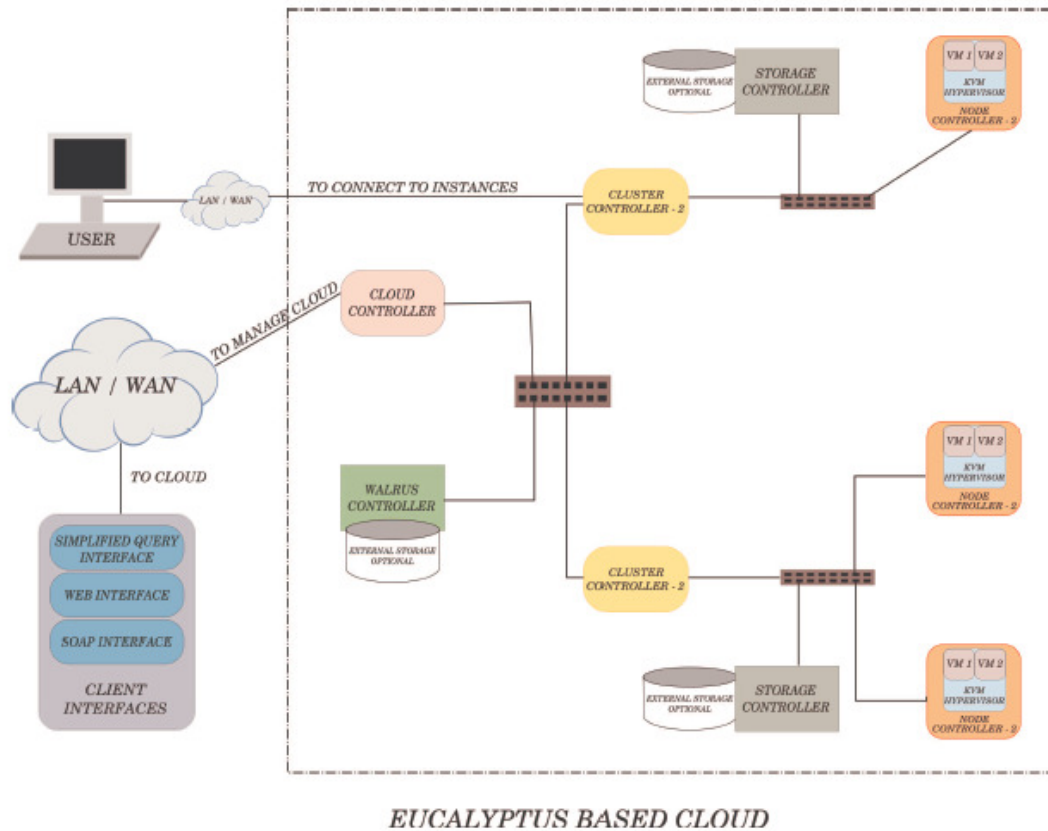 EXTERNAL STORAGE
OPTIONAL
STORAGE
CONTROLLER
VM 1 VM 2
KVM
HYPERVISOR
NODE
CONTROLLER - 2
LAN / WAN
TO CONNECT TO INSTANCES
CLUSTER
CONTROLLER - 2
USER
CLOUD
CONTROLLER
TO MANAGE CLOUD
LAN / WAN
TO CLOUD
WALRUS
CONTROLLER
EXTERNAL STORAGE
OPTIONAL
VM 1 VM 2
KVM
HYPERVISOR
NODE
CONTROLLER - 2
SIMPLIFIED QUERY
INTERFACE
WEB INTERFACE
SOAP INTERFACE
CLIENT
INTERFACES
CLUSTER
CONTROLLER - 2
EXTERNAL STORAGE
OPTIONAL
STORAGE
CONTROLLER
VM 1 VM 2
KVM
HYPERVISOR
NODE
CONTROLLER - 2
EUCALYPTUS BASED CLOUD